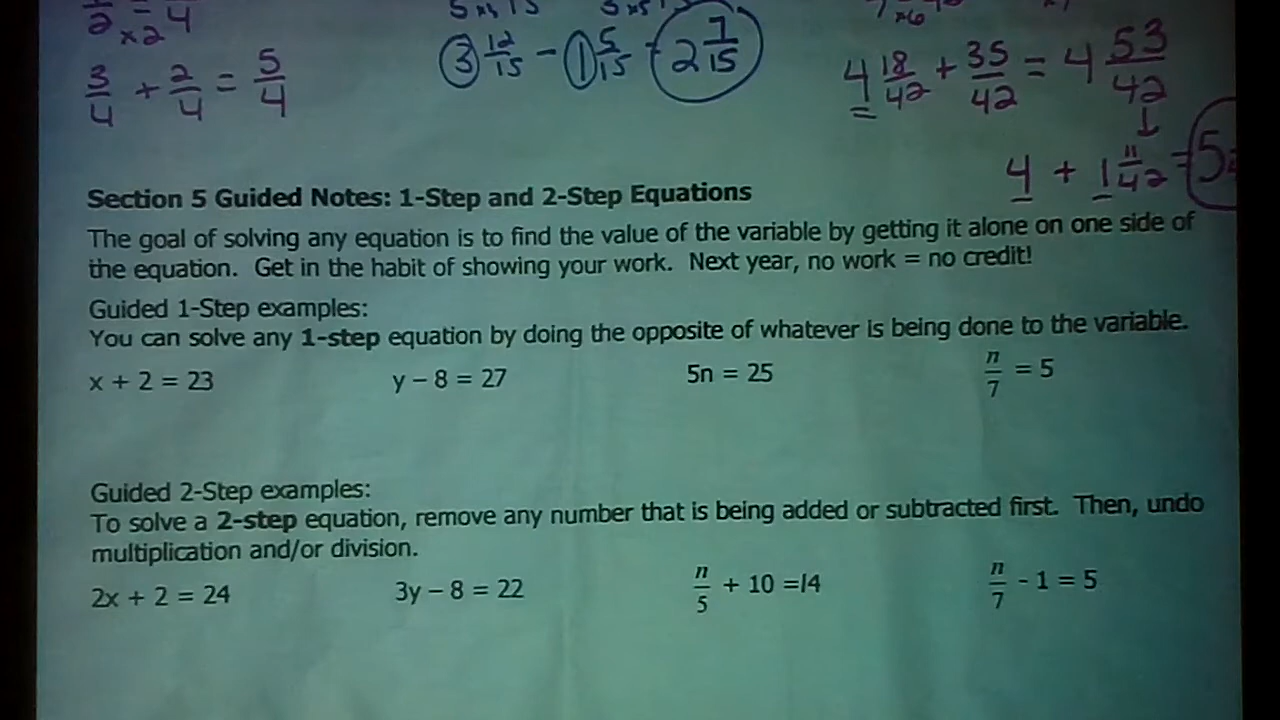 3/4 + 2/4 = 5/4
3 12/15 - 1 5/15 = 2 7/15
4 18/42 + 35/42 = 4 53/42
4 + 1 11/42 = 5
Section 5 Guided Notes: 1-Step and 2-Step Equations
The goal of solving any equation is to find the value of the variable by getting it alone on one side of
the equation. Get in the habit of showing your work. Next year, no work = no credit!
Guided 1-Step examples:
You can solve any 1-step equation by doing the opposite of whatever is being done to the variable.
x + 2 = 23 y – 8 = 27 5n = 25 n/7 = 5
Guided 2-Step examples:
To solve a 2-step equation, remove any number that is being added or subtracted first. Then, undo
multiplication and/or division.
2x + 2 = 24 3y – 8 = 22 n/5 + 10 =14 n/7 - 1 = 5